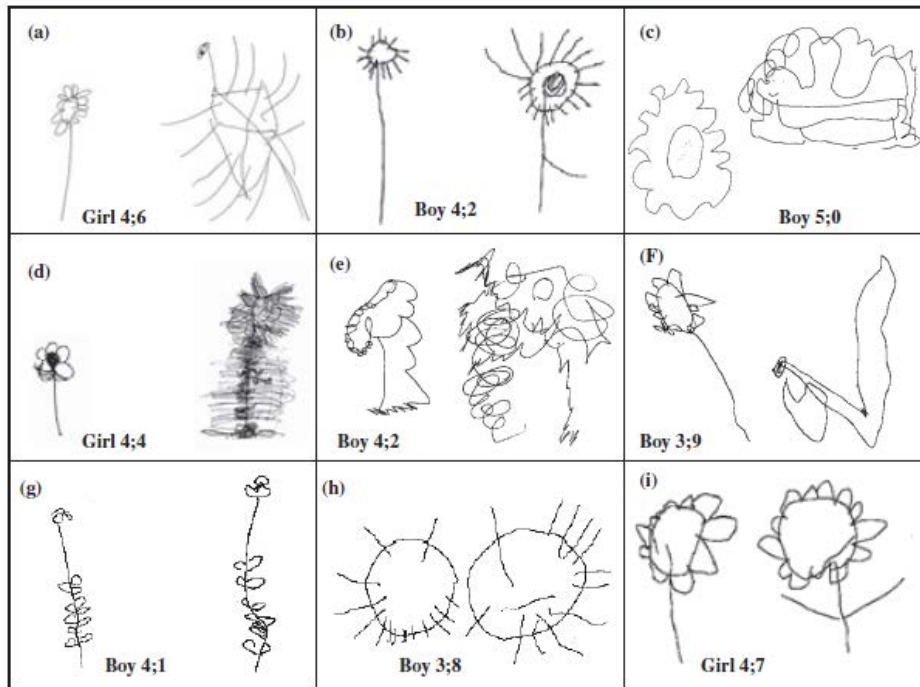 (a)
Girl 4;6
(b)
Boy 4;2
(c)
Boy 5;0
(d)
Girl 4;4
(e)
Boy 4;2
(F)
Boy 3;9
(g)
Boy 4;1
(h)
Boy 3;8
(i)
Girl 4;7